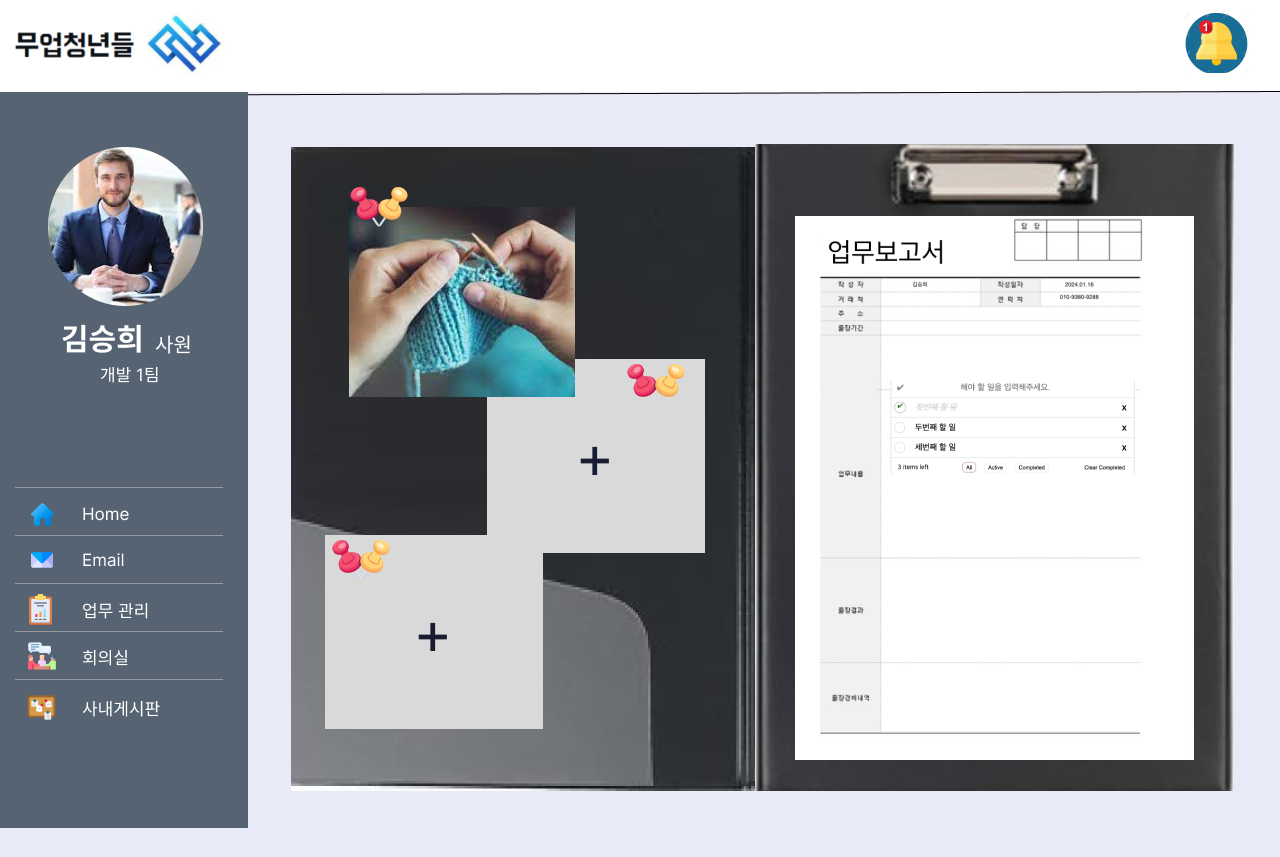 무업청년들
1
김승희 사원
개발 1팀
Home
Email
업무 관리
회의실
사내게시판
+
+
담 당
업무보고서
작 성 자 김승희 작성일자 2024.01.16
거 래 처 연 락 처 010-9360-9288
주 소
출장기간
해야 할 일을 입력해주세요.
첫번째 할 일 x
두번째 할 일 x
세번째 할 일 x
3 items left All Active Completed Clear Completed
업무내용
출장결과
출장경비내역